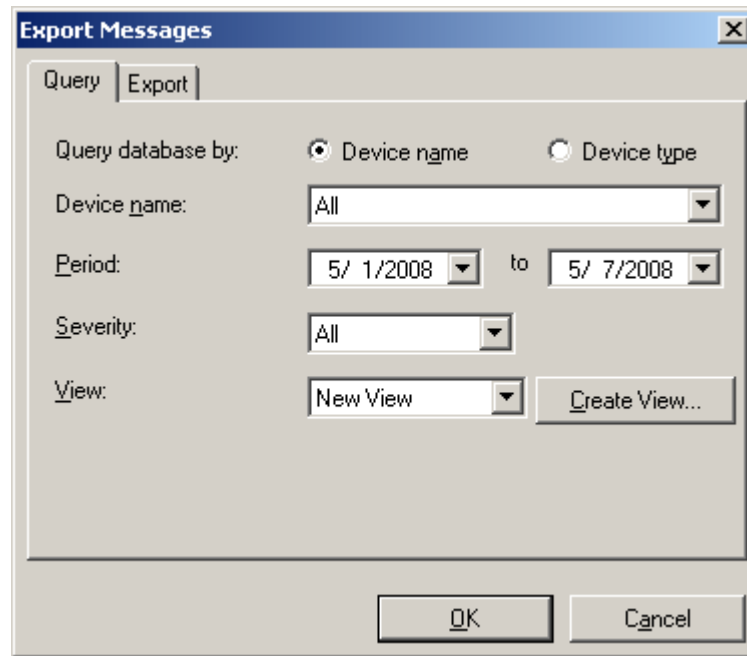 Export Messages
Query Export
Query database by: Device name Device type
Device name: All
Period: 5/ 1/2008 to 5/ 7/2008
Severity: All
View: New View Create View...
OK Cancel